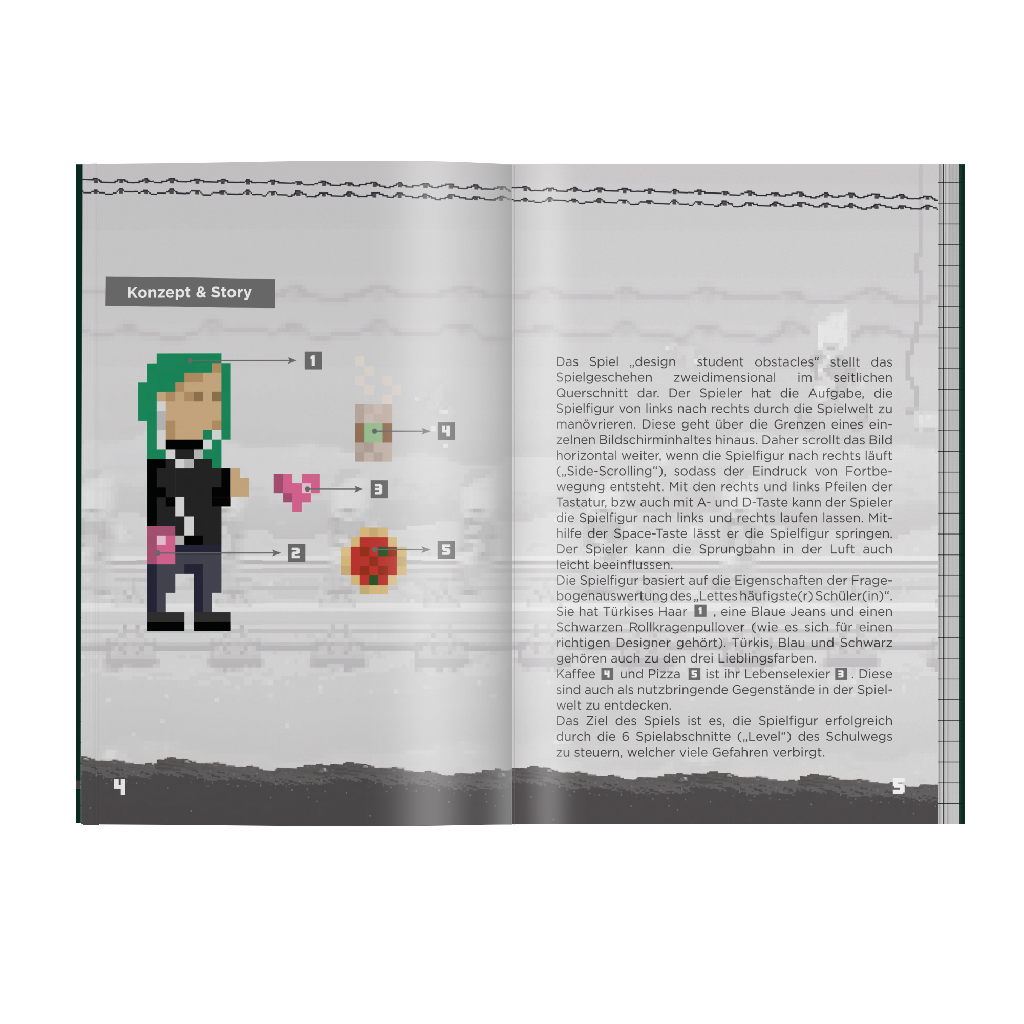 Konzept & Story
1
4
3
2
5
4
Das Spiel „design student obstacles“ stellt das
Spielgeschehen zweidimensional im seitlichen
Querschnitt dar. Der Spieler hat die Aufgabe, die
Spielfigur von links nach rechts durch die Spielwelt zu
manövrieren. Diese geht über die Grenzen eines ein-
zelnen Bildschirminhaltes hinaus. Daher scrollt das Bild
horizontal weiter, wenn die Spielfigur nach rechts läuft
(„Side-Scrolling“), sodass der Eindruck von Fortbe-
wegung entsteht. Mit den rechts und links Pfeilen der
Tastatur, bzw auch mit A- und D-Taste kann der Spieler
die Spielfigur nach links und rechts laufen lassen. Mit-
hilfe der Space-Taste lässt er die Spielfigur springen.
Der Spieler kann die Sprungbahn in der Luft auch
leicht beeinflussen.
Die Spielfigur basiert auf die Eigenschaften der Frage-
bogenauswertung des „Lettes häufigste(r) Schüler(in)“.
Sie hat Türkises Haar 1 , eine Blaue Jeans und einen
Schwarzen Rollkragenpullover (wie es sich für einen
richtigen Designer gehört). Türkis, Blau und Schwarz
gehören auch zu den drei Lieblingsfarben.
Kaffee 4 und Pizza 5 ist ihr Lebenselexier 3 . Diese
sind auch als nutzbringende Gegenstände in der Spiel-
welt zu entdecken.
Das Ziel des Spiels ist es, die Spielfigur erfolgreich
durch die 6 Spielabschnitte („Level“) des Schulwegs
zu steuern, welcher viele Gefahren verbirgt.
5